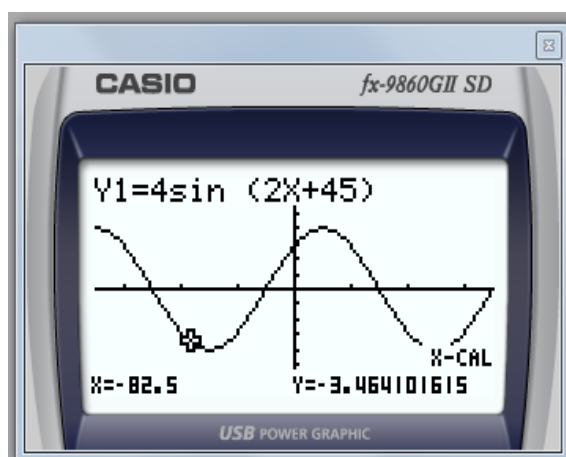 CASIO fx-9860GII SD
Y1=4sin (2X+45)
X-CAL
X=-82.5 Y=-3.464101615
USB POWER GRAPHIC